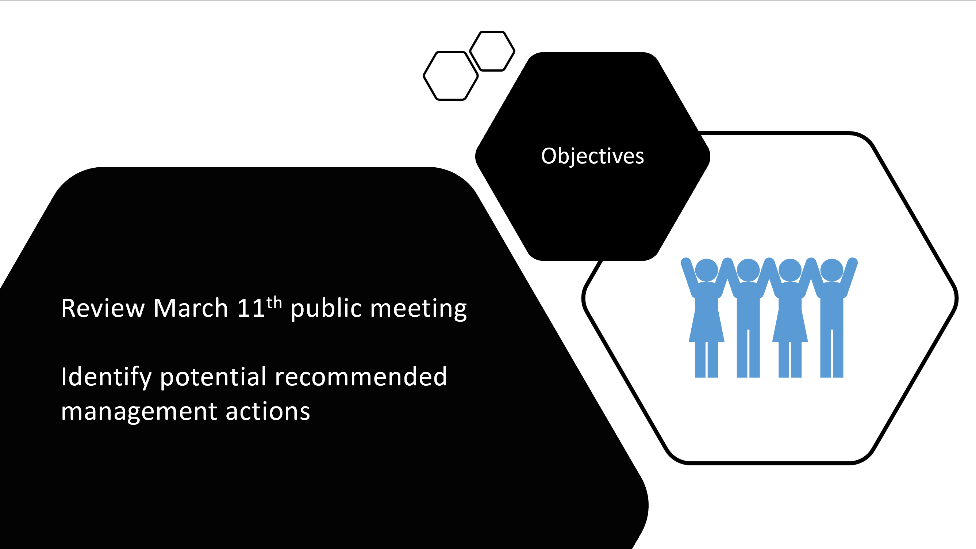 Objectives
Review March 11th public meeting
Identify potential recommended
management actions